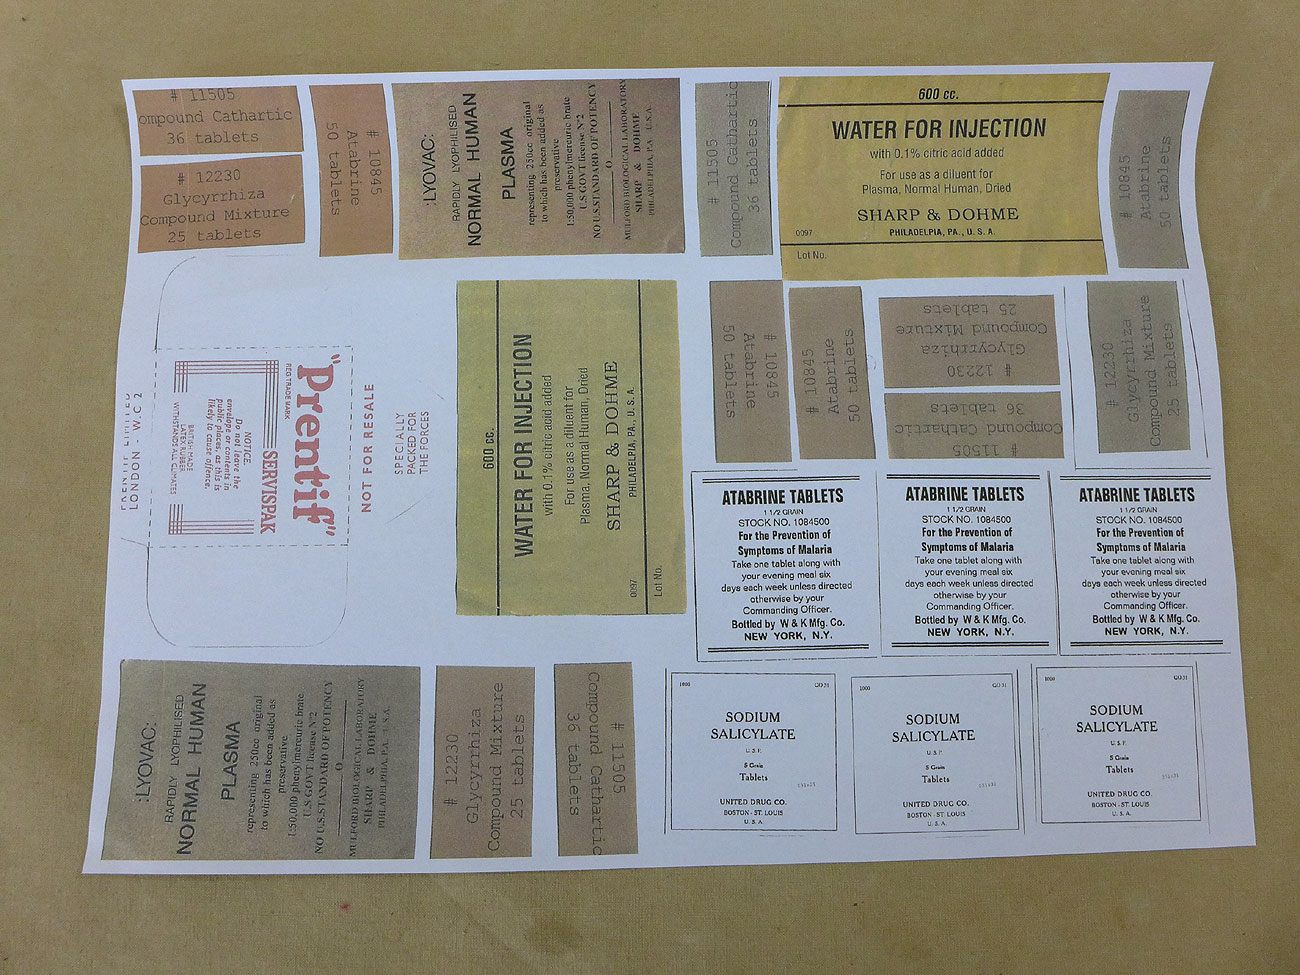 # 11505
ompound Cathartic
36 tablets
# 12230
Glycyrrhiza
Compound Mixture
25 tablets
# 10845
Atabrine
50 tablets
:LYOVAC:
RAPIDLY LYOPHILISED
NORMAL HUMAN
PLASMA
representing 250cc original
to which has been added as
preservative
1:50,000 phenylmercuric brate
U.S GOVT license Nº2
NO U.S.STANDARD OF POTENCY
O
MULFORD BIOLOGICAL LABORATORY
SHARP & DOHME
PHILADELPHIA, P.A U.S.A.
# 11505
Compound Cathartic
36 tablets
600 cc.
WATER FOR INJECTION
with 0.1% citric acid added
For use as a diluent for
Plasma, Normal Human, Dried
SHARP & DOHME
0097
PHILADELPIA, PA., U. S. A.
Lot No.
# 10845
Atabrine
50 tablets
LONDON - W.C 2
"Prentif"
REG TRADE MARK
SERVISPAK
NOTICE.
Do not leave the
envelope or contents in
public places, as this is
likely to cause offence.
BRITISH MADE
LATEX RUBBER
WITHSTANDS ALL CLIMATES
NOT FOR RESALE
SPECIALLY
PACKED FOR
THE FORCES
600 cc.
WATER FOR INJECTION
with 0.1% citric acid added
For use as a diluent for
Plasma, Normal Human, Dried
SHARP & DOHME
0097
PHILADELPIA, PA., U. S. A.
Lot No.
# 10845
Atabrine
50 tablets
# 10845
Atabrine
50 tablets
# 12230
Glycyrrhiza
Compound Mixture
25 tablets
# 11505
Compound Cathartic
36 tablets
# 12230
Glycyrrhiza
Compound Mixture
25 tablets
ATABRINE TABLETS
1 1/2 GRAIN
STOCK NO. 1084500
For the Prevention of
Symptoms of Malaria
Take one tablet along with
your evening meal six
days each week unless directed
otherwise by your
Commanding Officer.
Bottled by W & K Mfg. Co.
NEW YORK, N.Y.
ATABRINE TABLETS
1 1/2 GRAIN
STOCK NO. 1084500
For the Prevention of
Symptoms of Malaria
Take one tablet along with
your evening meal six
days each week unless directed
otherwise by your
Commanding Officer.
Bottled by W & K Mfg. Co.
NEW YORK, N.Y.
ATABRINE TABLETS
1 1/2 GRAIN
STOCK NO. 1084500
For the Prevention of
Symptoms of Malaria
Take one tablet along with
your evening meal six
days each week unless directed
otherwise by your
Commanding Officer.
Bottled by W & K Mfg. Co.
NEW YORK, N.Y.
:LYOVAC:
RAPIDLY LYOPHILISED
NORMAL HUMAN
PLASMA
representing 250cc original
to which has been added as
preservative
1:50,000 phenylmercuric brate
U.S GOVT license Nº2
NO U.S.STANDARD OF POTENCY
O
MULFORD BIOLOGICAL LABORATORY
SHARP & DOHME
PHILADELPHIA, P.A U.S.A.
# 12230
Glycyrrhiza
Compound Mixture
25 tablets
# 11505
Compound Cathartic
36 tablets
1000
SODIUM
SALICYLATE
U.S.P.
5 Grain
Tablets
UNITED DRUG CO.
BOSTON - ST. LOUIS
U. S. A.
1000
SODIUM
SALICYLATE
U.S.P.
5 Grain
Tablets
UNITED DRUG CO.
BOSTON - ST. LOUIS
U. S. A.
1000
SODIUM
SALICYLATE
U.S.P.
5 Grain
Tablets
UNITED DRUG CO.
BOSTON - ST. LOUIS
U. S. A.